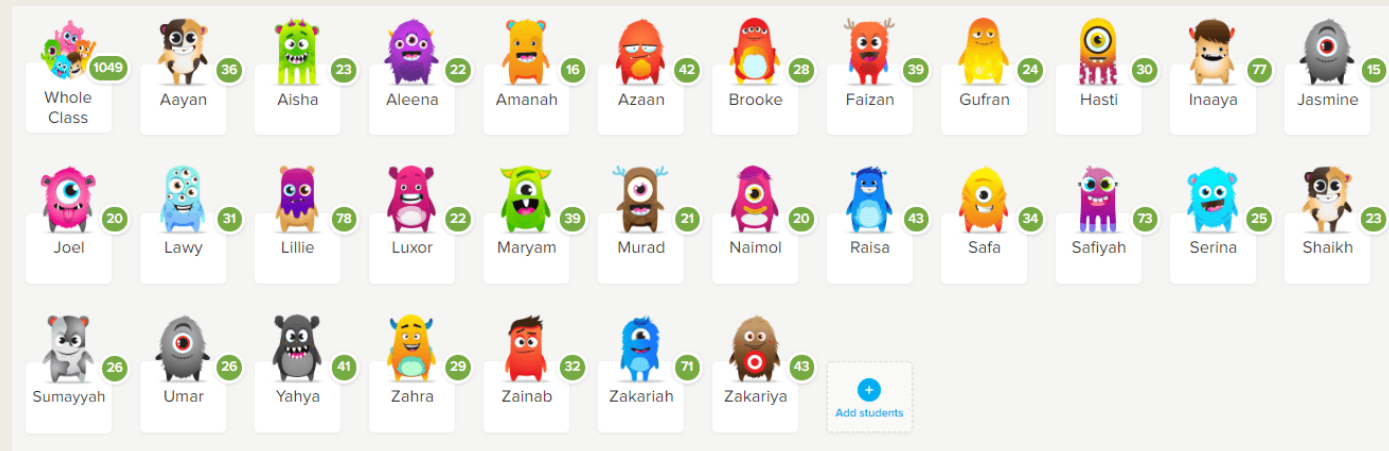 1049 36 23 22 16 42 28 39 24 30 77 15
Whole Class Aayan Aisha Aleena Amanah Azaan Brooke Faizan Gufran Hasti Inaaya Jasmine
20 31 78 22 39 21 20 43 34 73 25 23
Joel Lawy Lillie Luxor Maryam Murad Naimol Raisa Safa Safiyah Serina Shaikh
26 26 41 29 32 71 43
Sumayyah Umar Yahya Zahra Zainab Zakariah Zakariya
+
Add students